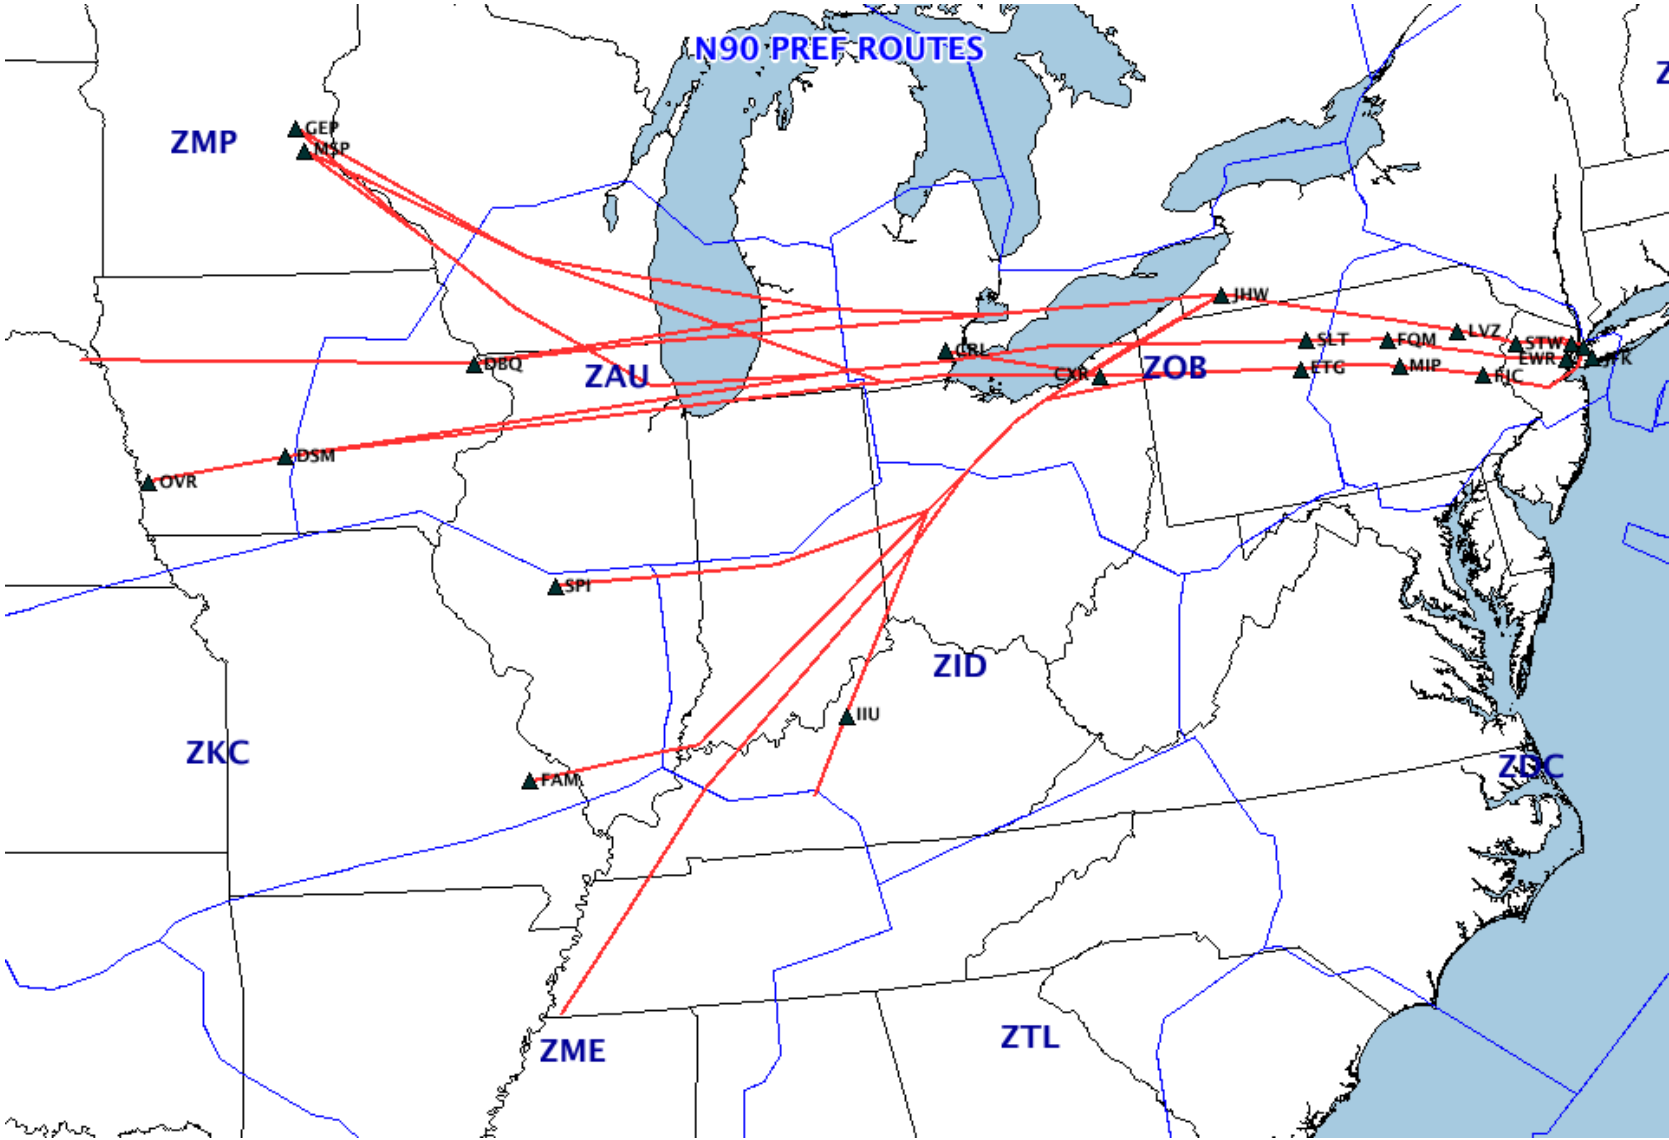 N90 PREF ROUTES
Z
GEP
ZMP
MSP
JHW
LVZ
SLT
FQM
STW
CRL
EWR
JFK
DBQ
ZAU
CXR
ZOB
ETG
MIP
FJC
DSM
OVR
SPI
ZID
IIU
ZKC
FAM
ZDC
ZTL
ZME